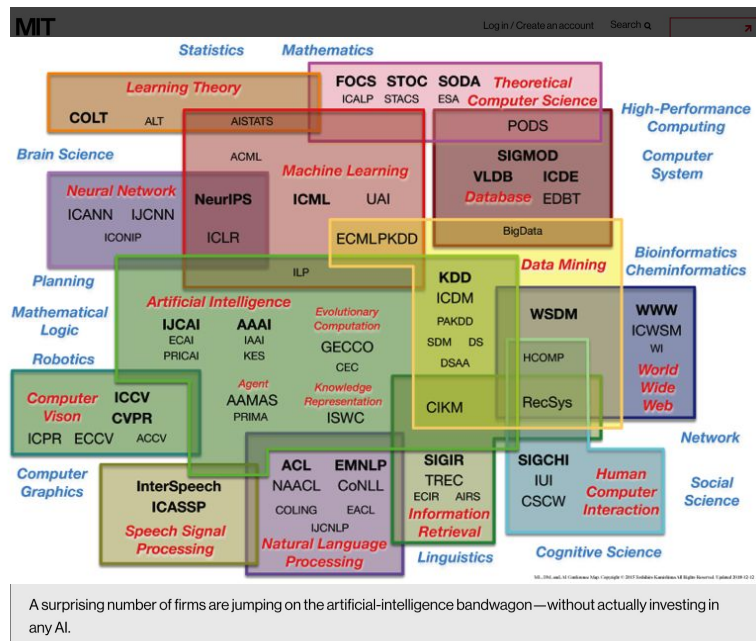 MIT
Log in / Create an account Search
Statistics Mathematics
Learning Theory
FOCS STOC SODA Theoretical
ICALP STACS ESA Computer Science
COLT ALT AISTATS
PODS
High-Performance
Computing
Brain Science
ACML
Machine Learning
SIGMOD
VLDB ICDE
Database EDBT
Computer
System
Neural Network
ICANN IJCNN
ICONIP
NeurIPS
ICLR
ICML UAI
ECMLPKDD
BigData
Data Mining
Bioinformatics
Cheminformatics
Planning
ILP
Mathematical
Logic
Artificial Intelligence
IJCAI AAAI
ECAI IAAI
PRICAI KES
Evolutionary
Computation
GECCO
CEC
KDD
ICDM
PAKDD
SDM DS
DSAA
WSDM
HCOMP
WWW
ICWSM
WI
World
Wide
Web
Robotics
Computer
Vison
ICCV
CVPR
ICPR ECCV ACCV
Agent
AAMAS
PRIMA
Knowledge
Representation
ISWC
CIKM
RecSys
Network
Computer
Graphics
InterSpeech
ICASSP
Speech Signal
Processing
ACL EMNLP
NAACL CoNLL
COLING EACL
IJCNLP
Natural Language
Processing
SIGIR
TREC
ECIR AIRS
Information
Retrieval
Linguistics
SIGCHI
IUI
CSCW
Human
Computer
Interaction
Social
Science
Cognitive Science
A surprising number of firms are jumping on the artificial-intelligence bandwagon—without actually investing in
any AI.